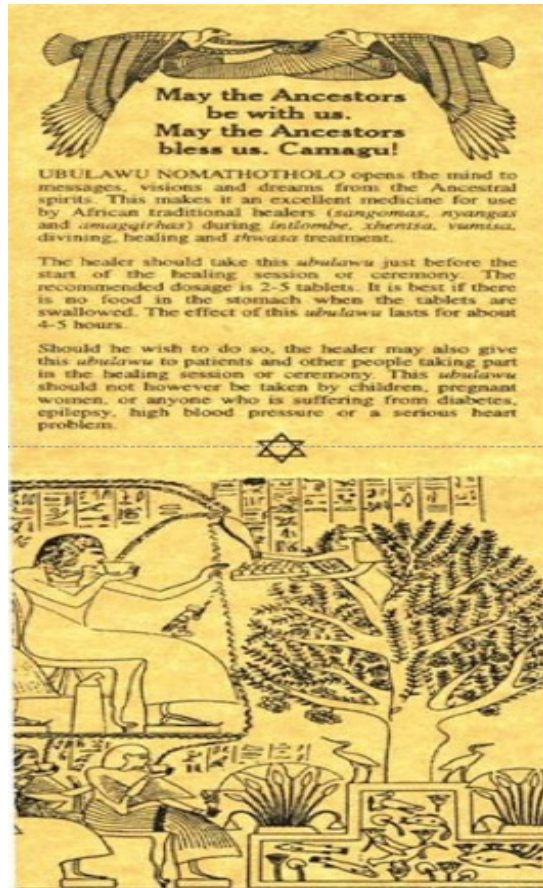 May the Ancestors
be with us.
May the Ancestors
bless us. Camagu!
UBULAWU NOMATHOTHOLO opens the mind to
messages, visions and dreams from the Ancestral
spirits. This makes it an excellent medicine for use
by African traditional healers (sangomas, nyangas
and amagqirhas) during intlombe, xhentsa, vumisa,
divining, healing and thwasa treatment.
The healer should take this ubulawu just before the
start of the healing session or ceremony. The
recommended dosage is 2-5 tablets. It is best if there
is no food in the stomach when the tablets are
swallowed. The effect of this ubulawu lasts for about
4-5 hours.
Should he wish to do so, the healer may also give
this ubulawu to patients and other people taking part
in the healing session or ceremony. This ubulawu
should not however be taken by children, pregnant
women, or anyone who is suffering from diabetes,
epilepsy, high blood pressure or a serious heart
problem.